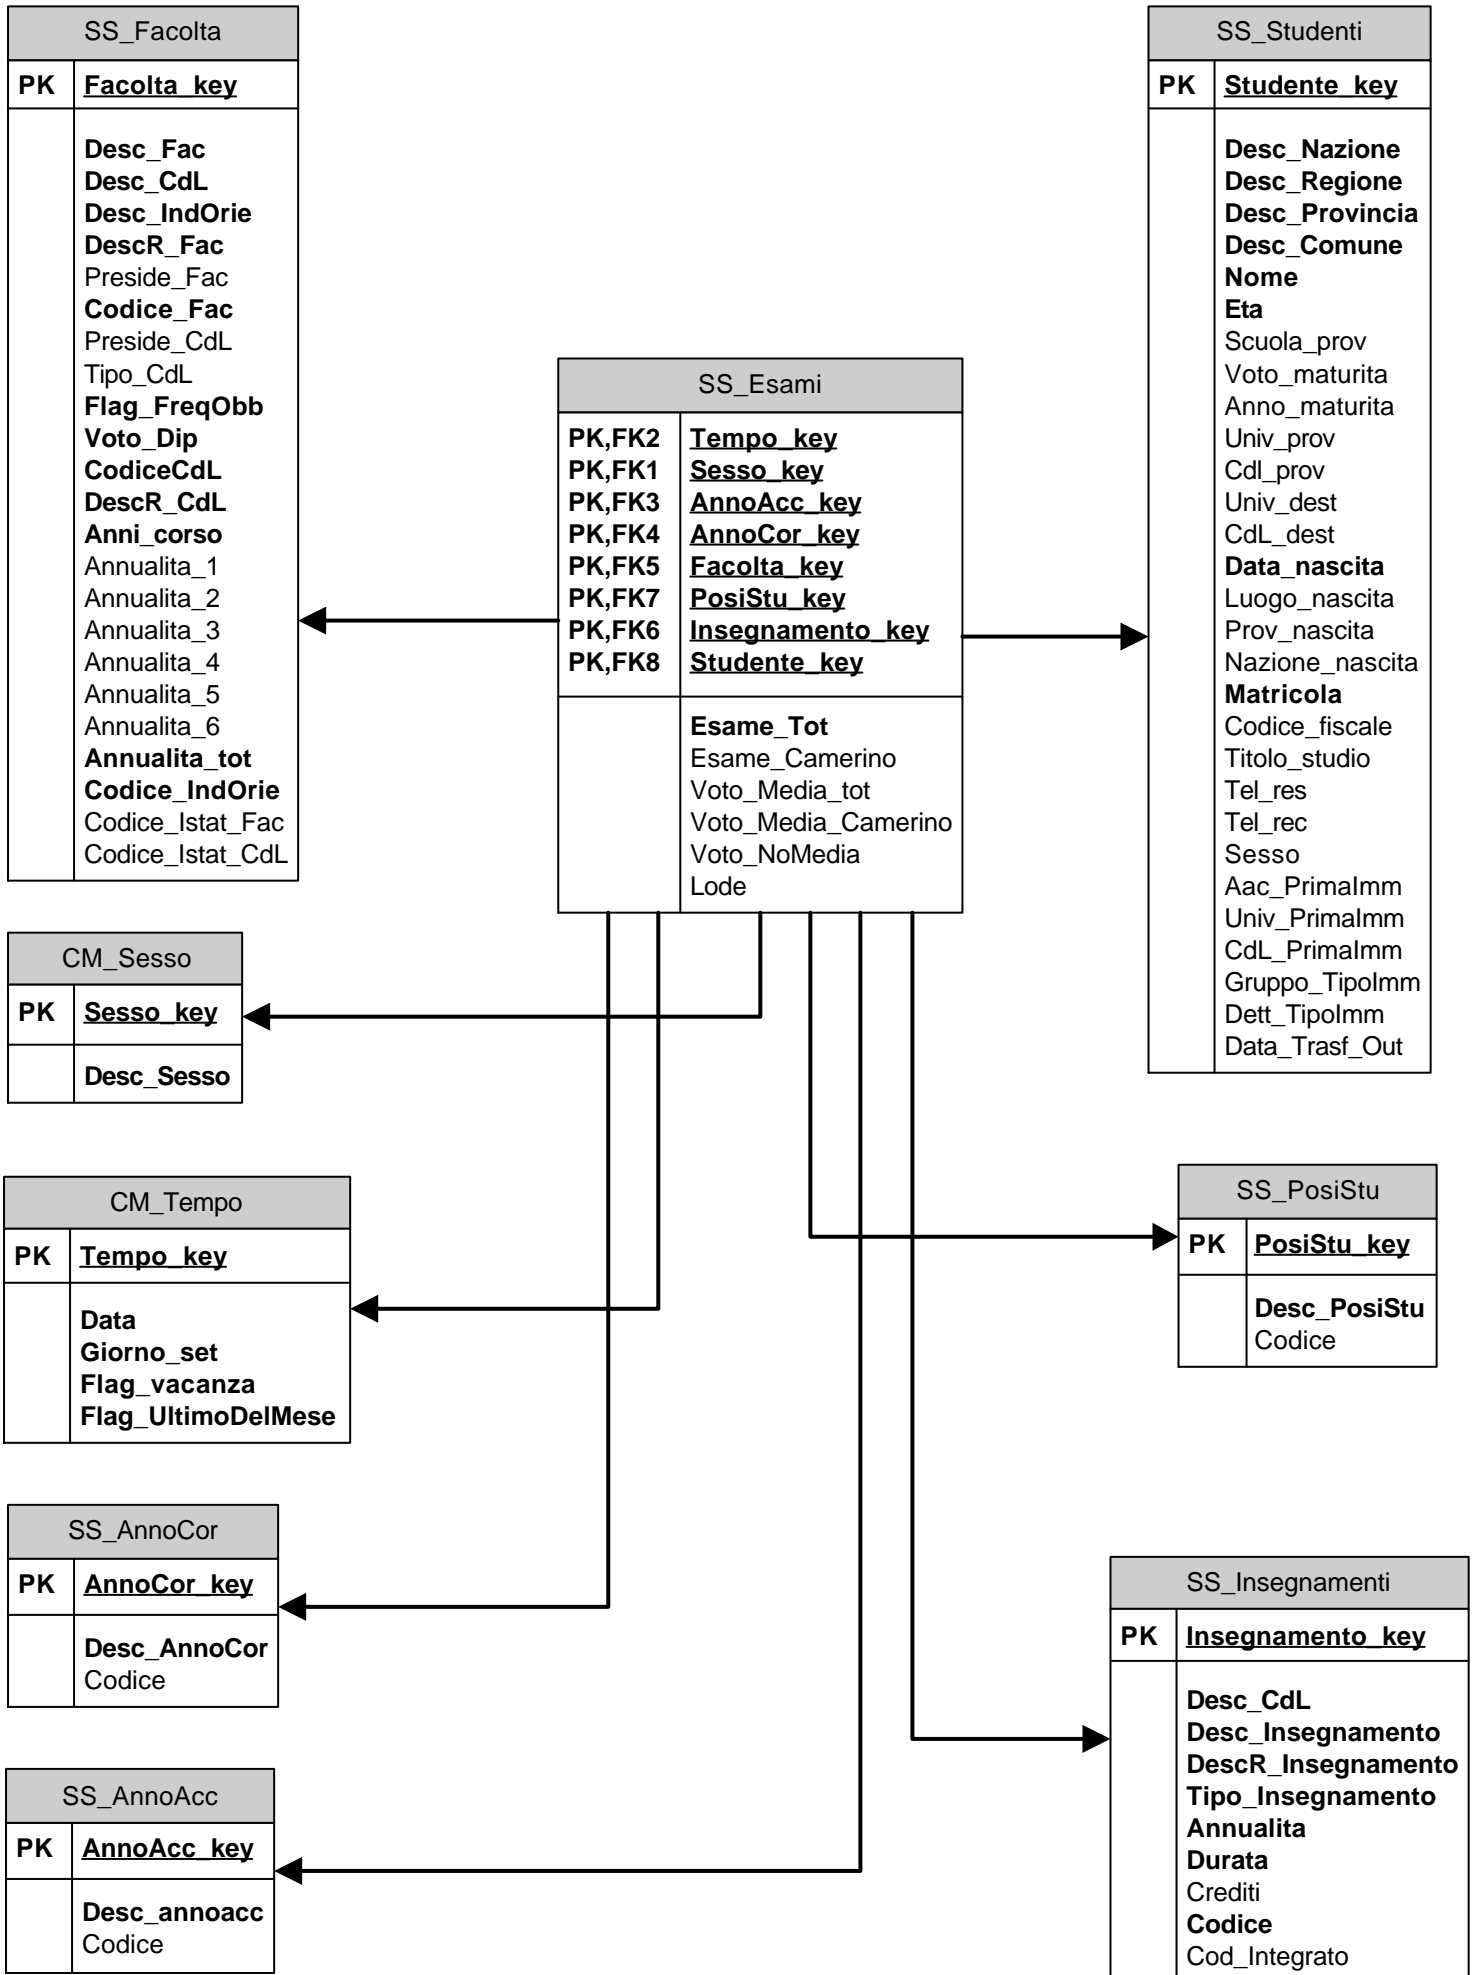 SS_Facolta
PK Facolta_key
Desc_Fac
Desc_CdL
Desc_IndOrie
DescR_Fac
Preside_Fac
Codice_Fac
Preside_CdL
Tipo_CdL
Flag_FreqObb
Voto_Dip
CodiceCdL
DescR_CdL
Anni_corso
Annualita_1
Annualita_2
Annualita_3
Annualita_4
Annualita_5
Annualita_6
Annualita_tot
Codice_IndOrie
Codice_Istat_Fac
Codice_Istat_CdL
SS_Esami
PK,FK2 Tempo_key
PK,FK1 Sesso_key
PK,FK3 AnnoAcc_key
PK,FK4 AnnoCor_key
PK,FK5 Facolta_key
PK,FK7 PosiStu_key
PK,FK6 Insegnamento_key
PK,FK8 Studente_key
Esame_Tot
Esame_Camerino
Voto_Media_tot
Voto_Media_Camerino
Voto_NoMedia
Lode
SS_Studenti
PK Studente_key
Desc_Nazione
Desc_Regione
Desc_Provincia
Desc_Comune
Nome
Eta
Scuola_prov
Voto_maturita
Anno_maturita
Univ_prov
Cdl_prov
Univ_dest
CdL_dest
Data_nascita
Luogo_nascita
Prov_nascita
Nazione_nascita
Matricola
Codice_fiscale
Titolo_studio
Tel_res
Tel_rec
Sesso
Aac_PrimaImm
Univ_PrimaImm
CdL_PrimaImm
Gruppo_TipoImm
Dett_TipoImm
Data_Trasf_Out
CM_Sesso
PK Sesso_key
Desc_Sesso
CM_Tempo
PK Tempo_key
Data
Giorno_set
Flag_vacanza
Flag_UltimoDelMese
SS_PosiStu
PK PosiStu_key
Desc_PosiStu
Codice
SS_AnnoCor
PK AnnoCor_key
Desc_AnnoCor
Codice
SS_AnnoAcc
PK AnnoAcc_key
Desc_annoacc
Codice
SS_Insegnamenti
PK Insegnamento_key
Desc_CdL
Desc_Insegnamento
DescR_Insegnamento
Tipo_Insegnamento
Annualita
Durata
Crediti
Codice
Cod_Integrato